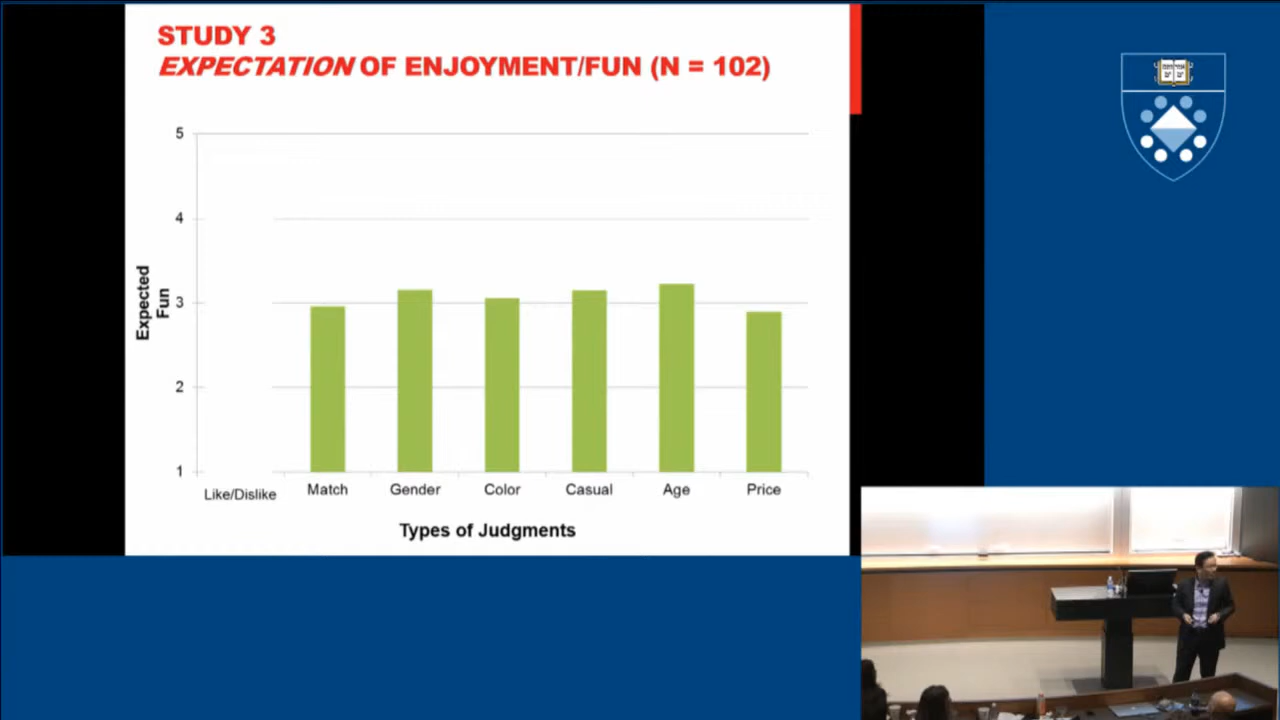 STUDY 3
EXPECTATION OF ENJOYMENT/FUN (N = 102)
5
4
3
2
1
Expected
Fun
Like/Dislike
Match
Gender
Color
Casual
Age
Price
Types of Judgments